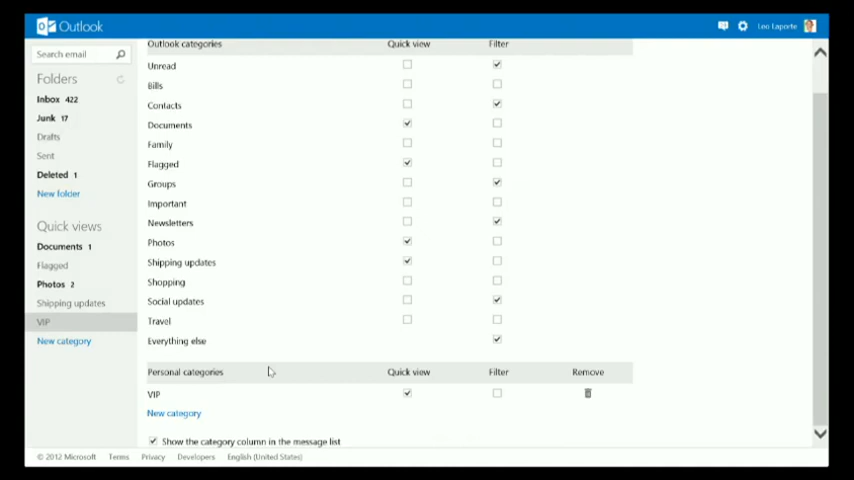 Outlook
Leo Laporte
Search email
Folders
Inbox 422
Junk 17
Drafts
Sent
Deleted 1
New folder
Quick views
Documents 1
Flagged
Photos 2
Shipping updates
VIP
New category
Outlook categories Quick view Filter
Unread
Bills
Contacts
Documents
Family
Flagged
Groups
Important
Newsletters
Photos
Shipping updates
Shopping
Social updates
Travel
Everything else
Personal categories Quick view Filter Remove
VIP
New category
Show the category column in the message list
© 2012 Microsoft Terms Privacy Developers English (United States)